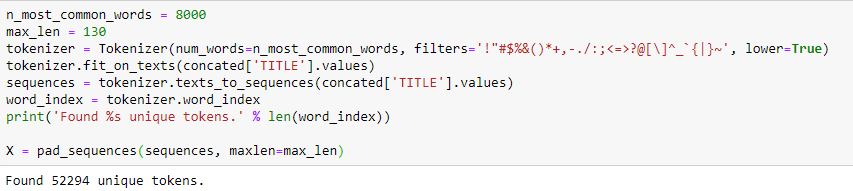 n_most_common_words = 8000
max_len = 130
tokenizer = Tokenizer(num_words=n_most_common_words, filters='!"#$%&()*+,-./:;<=>?@[\]^_`{|}~', lower=True)
tokenizer.fit_on_texts(concated['TITLE'].values)
sequences = tokenizer.texts_to_sequences(concated['TITLE'].values)
word_index = tokenizer.word_index
print('Found %s unique tokens.' % len(word_index))
X = pad_sequences(sequences, maxlen=max_len)
Found 52294 unique tokens.